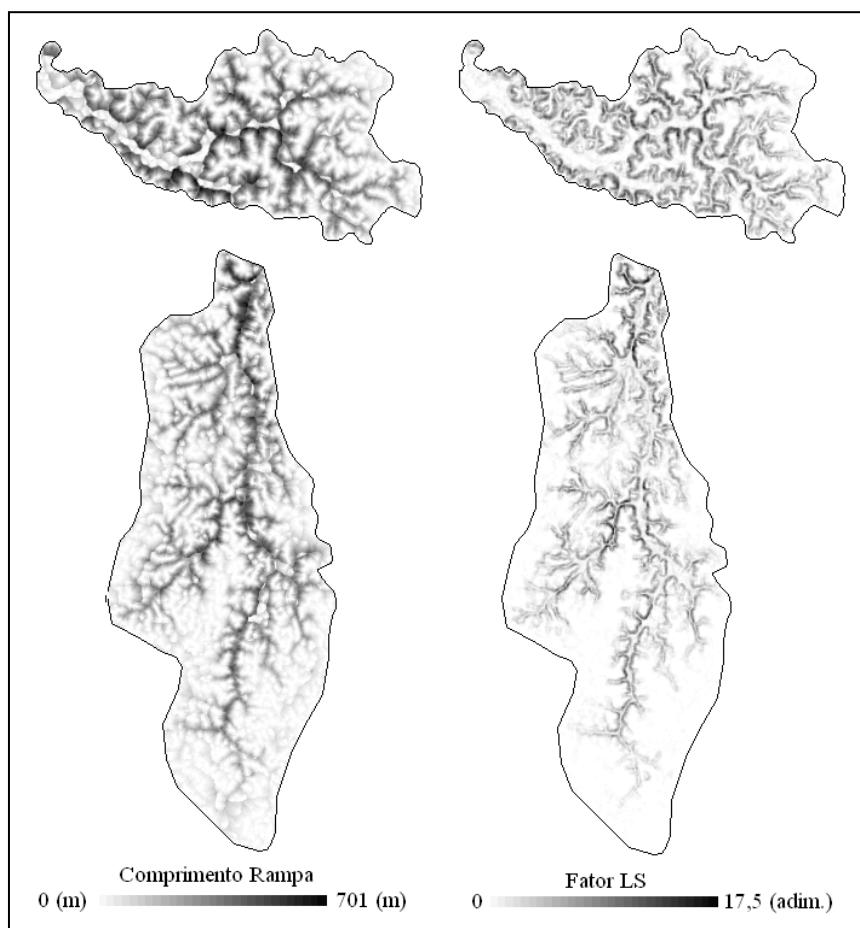 Comprimento Rampa
0 (m) 701 (m)
Fator LS
0 17,5 (adim.)